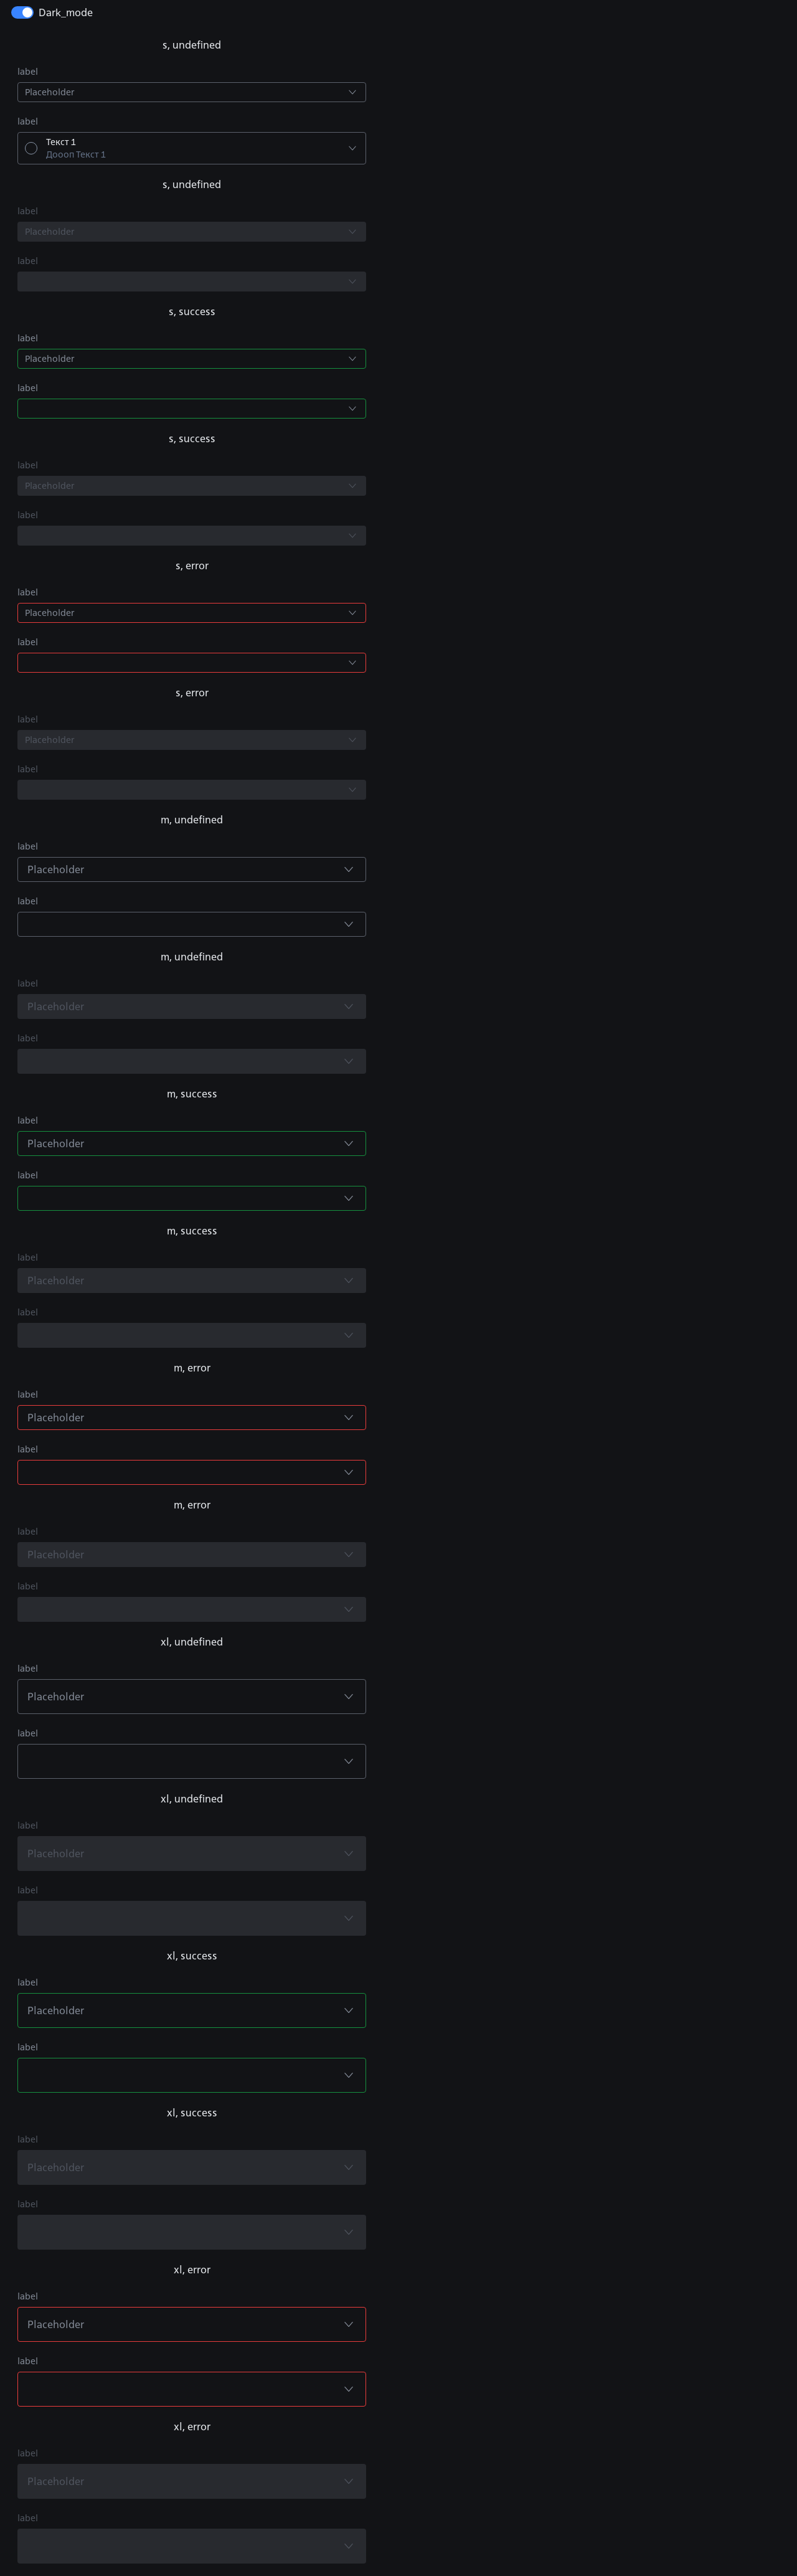 Dark_mode
s, undefined
label
Placeholder
label
Текст 1
Доооп Текст 1
s, undefined
label
Placeholder
label
s, success
label
Placeholder
label
s, success
label
Placeholder
label
s, error
label
Placeholder
label
s, error
label
Placeholder
label
m, undefined
label
Placeholder
label
m, undefined
label
Placeholder
label
m, success
label
Placeholder
label
m, success
label
Placeholder
label
m, error
label
Placeholder
label
m, error
label
Placeholder
label
xl, undefined
label
Placeholder
label
xl, undefined
label
Placeholder
label
xl, success
label
Placeholder
label
xl, success
label
Placeholder
label
xl, error
label
Placeholder
label
xl, error
label
Placeholder
label